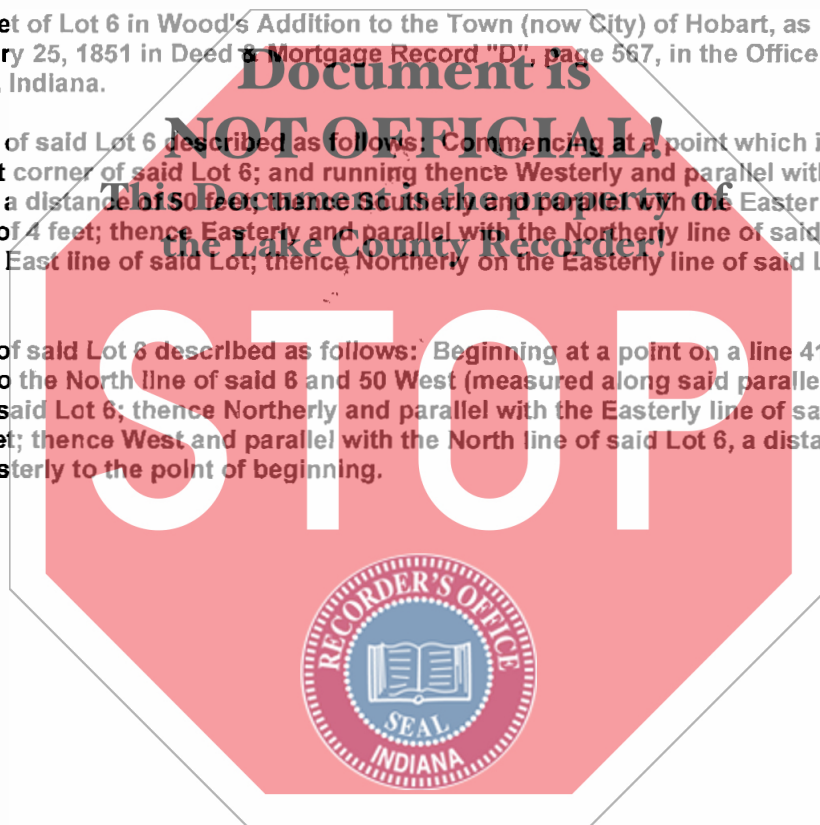 et of Lot 6 in Wood's Addition to the Town (now City) of Hobart, as
ry 25, 1851 in Deed & Mortgage Record "D", page 567, in the Office
Indiana.
Document is
NOT OFFICIAL!
This Document is the property of
the Lake County Recorder!
of said Lot 6 described as follows: Commencing at a point which i
t corner of said Lot 6; and running thence Westerly and parallel wit
a distance of 50 feet; thence Southerly and parallel with the Easter
of 4 feet; thence Easterly and parallel with the Northerly line of said
East line of said Lot; thence Northerly on the Easterly line of said L
of said Lot 6 described as follows: Beginning at a point on a line 41
o the North line of said 6 and 50 West (measured along said paralle
said Lot 6; thence Northerly and parallel with the Easterly line of sa
et; thence West and parallel with the North line of said Lot 6, a dista
sterly to the point of beginning.
STOP
RECORDER'S OFFICE
SEAL
INDIANA